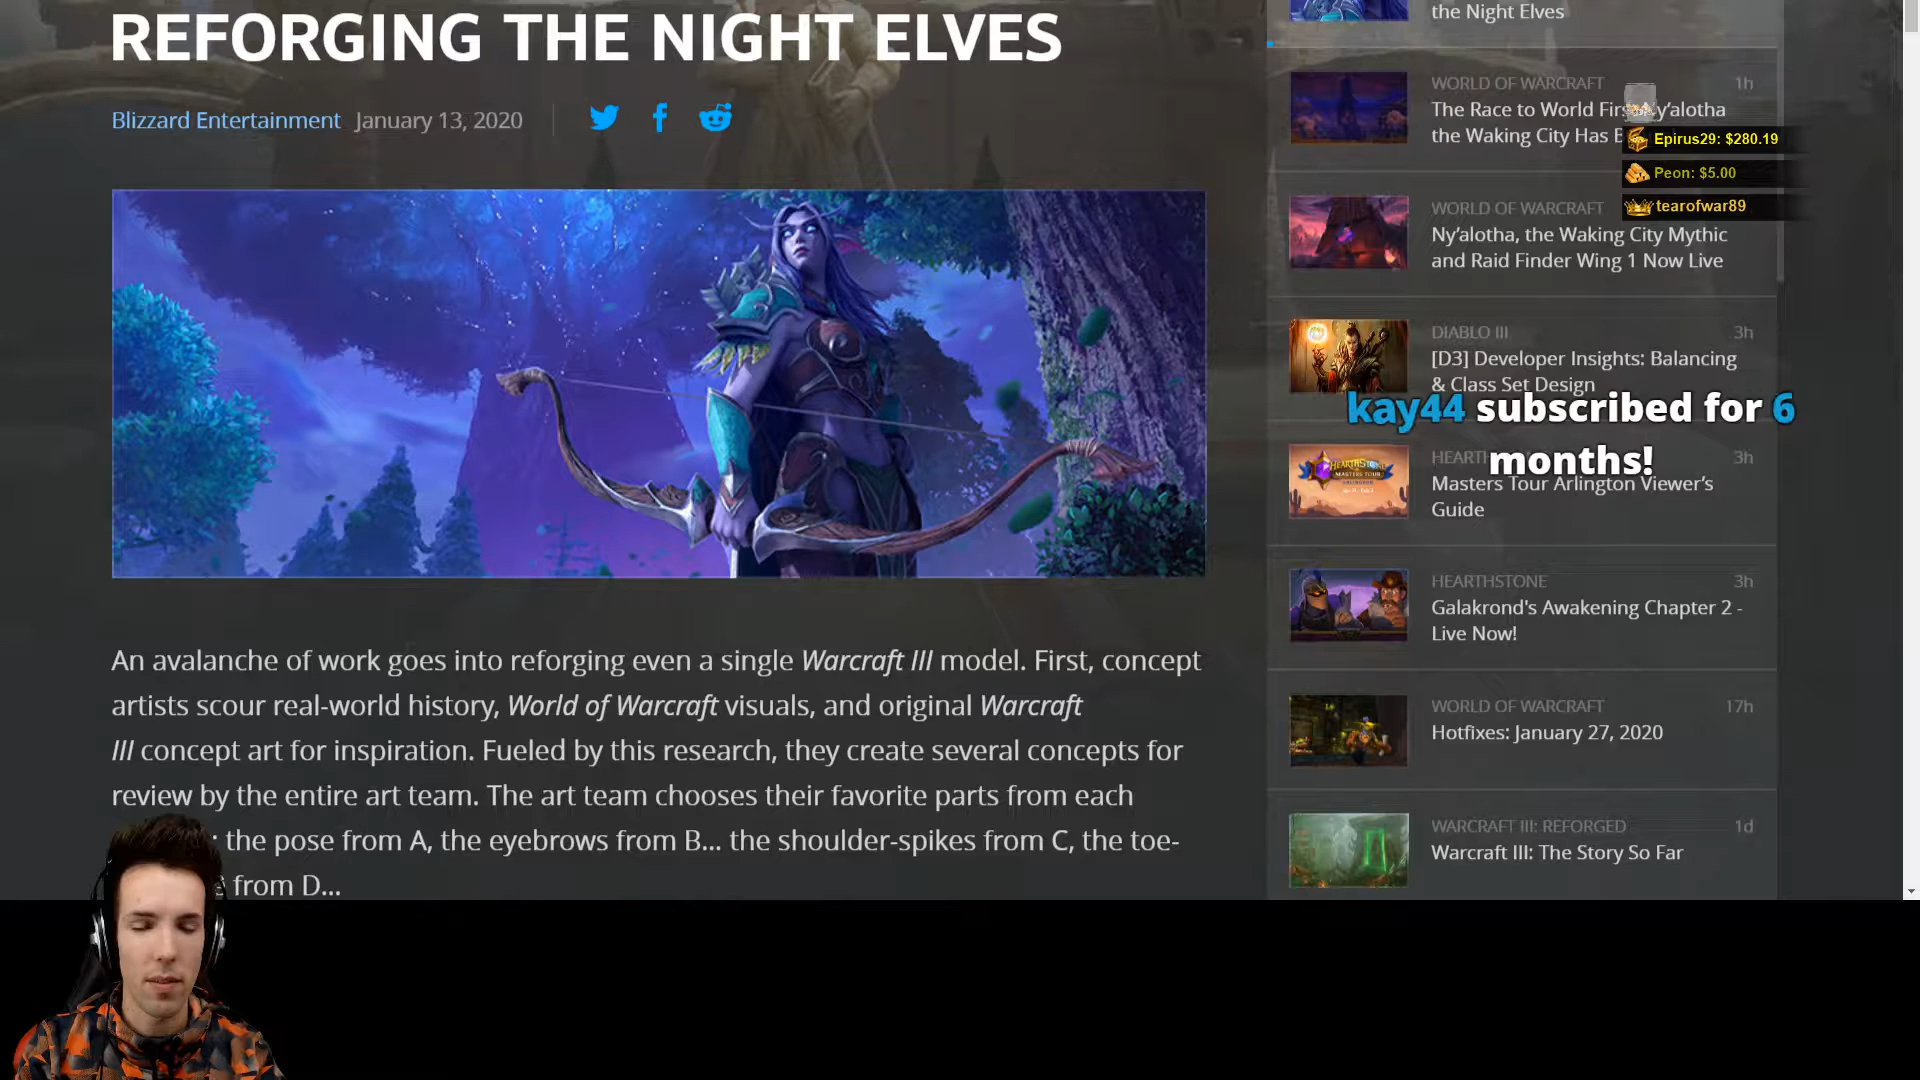 REFORGING THE NIGHT ELVES
Blizzard Entertainment January 13, 2020
An avalanche of work goes into reforging even a single Warcraft III model. First, concept
artists scour real-world history, World of Warcraft visuals, and original Warcraft
III concept art for inspiration. Fueled by this research, they create several concepts for
review by the entire art team. The art team chooses their favorite parts from each
: the pose from A, the eyebrows from B... the shoulder-spikes from C, the toe-
from D...
the Night Elves
WORLD OF WARCRAFT 1h
The Race to World
the Waking City Has
Epirus29: $280.19
Peon: $5.00
tearofwar89
WORLD OF WARCRAFT
Ny'alotha, the Waking City Mythic
and Raid Finder Wing 1 Now Live
DIABLO III 3h
[D3] Developer Insights: Balancing
& Class Set Design
kay44 subscribed for 6
months!
3h
Masters Tour Arlington Viewer's
Guide
HEARTHSTONE
MASTERS TOUR
HEARTHSTONE 3h
Galakrond's Awakening Chapter 2 -
Live Now!
WORLD OF WARCRAFT 17h
Hotfixes: January 27, 2020
WARCRAFT III: REFORGED 1d
Warcraft III: The Story So Far